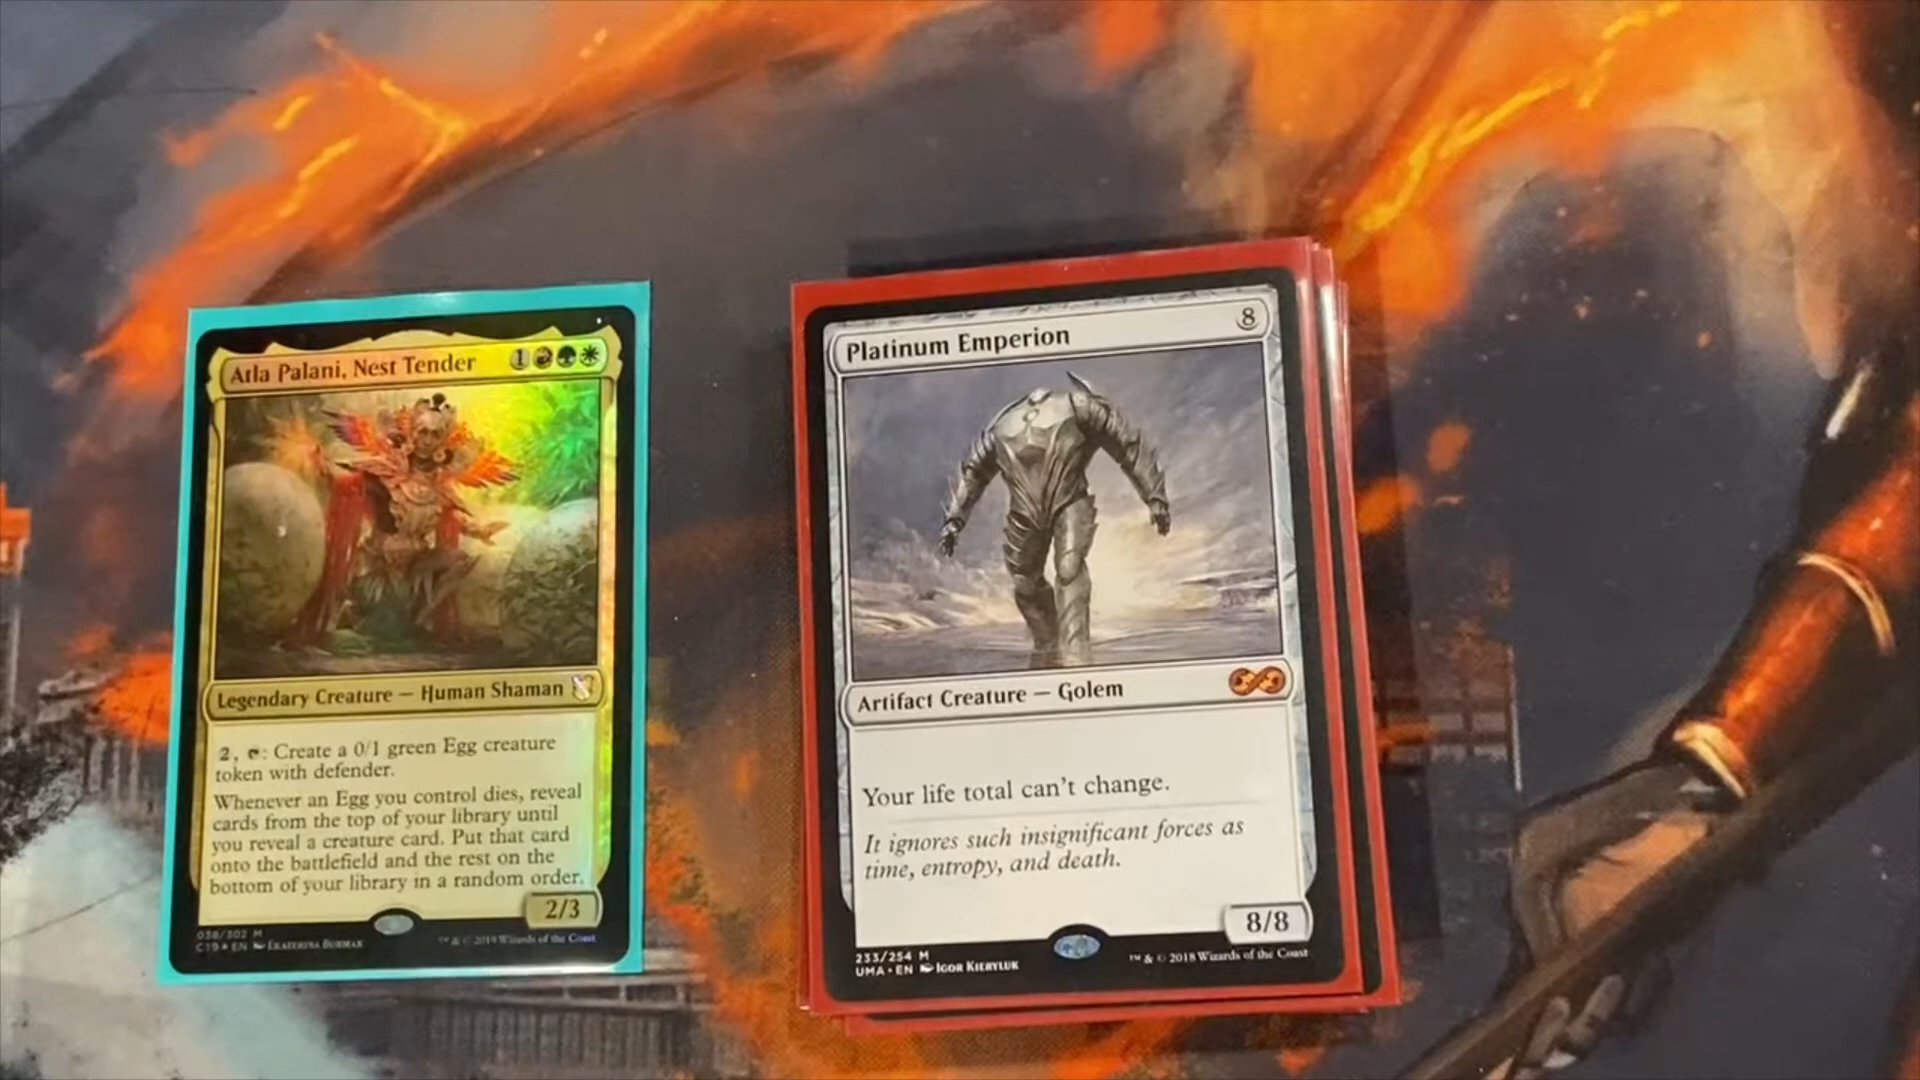 Atla Palani, Nest Tender
1
Legendary Creature — Human Shaman
2, : Create a 0/1 green Egg creature
token with defender.
Whenever an Egg you control dies, reveal
cards from the top of your library until
you reveal a creature card. Put that card
onto the battlefield and the rest on the
bottom of your library in a random order.
2/3
038/302 M
C19 ★ EN EKATERINA BURMAK
™ & © 2019 Wizards of the Coast
Platinum Emperion
8
Artifact Creature — Golem
Your life total can't change.
It ignores such insignificant forces as
time, entropy, and death.
8/8
233/254 M
UMA • EN IGOR KIERYLUK
™ & © 2018 Wizards of the Coast